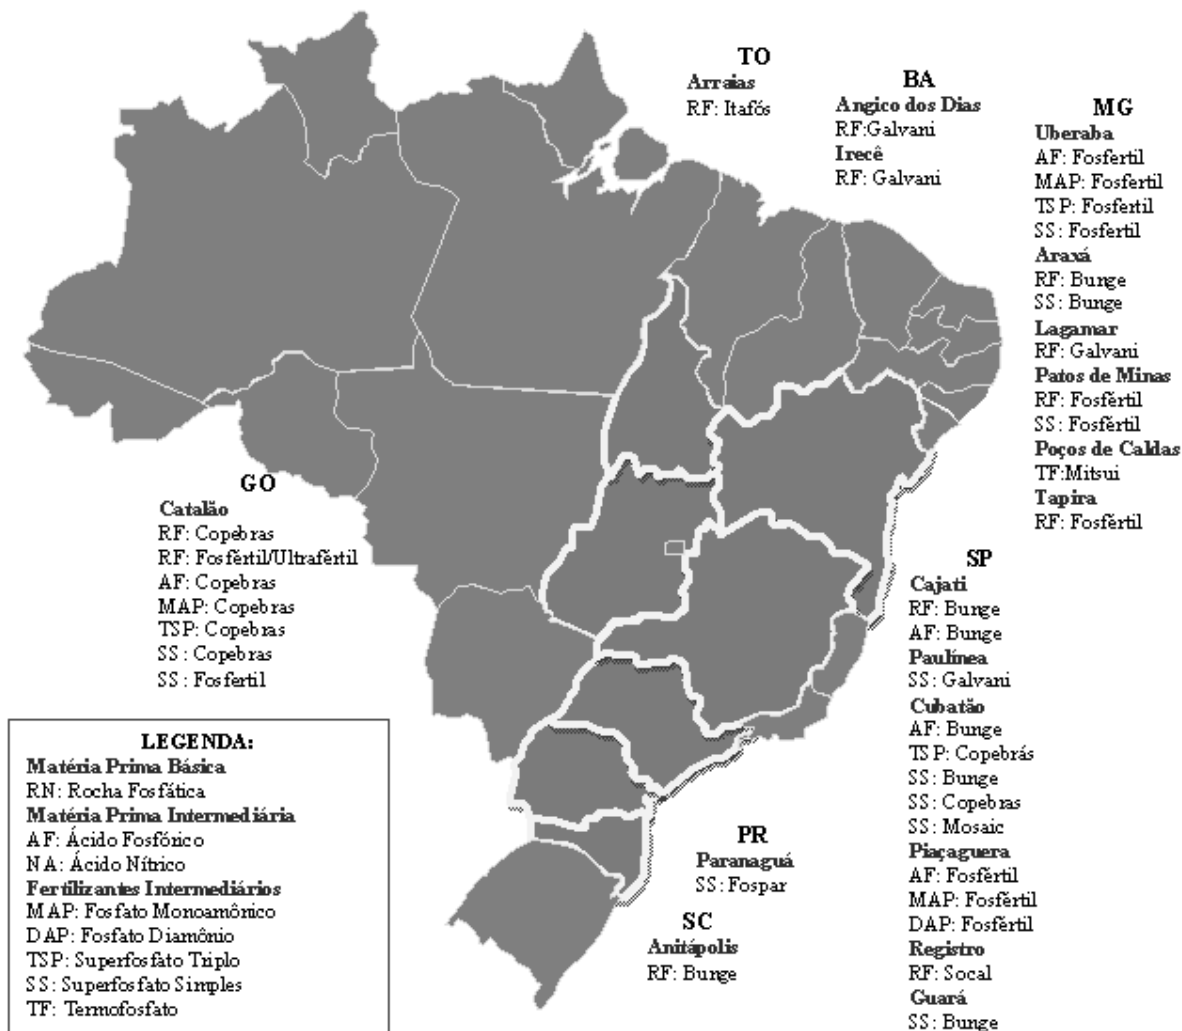 TO
Arraias
RF: Itafós
BA
Angico dos Dias
RF:Galvani
Irecê
RF: Galvani
MG
Uberaba
AF: Fosfertil
MAP: Fosfertil
TSP: Fosfertil
SS: Fosfertil
Araxá
RF: Bunge
SS: Bunge
Lagamar
RF: Galvani
Patos de Minas
RF: Fosfértil
SS: Fosfértil
Poços de Caldas
TF:Mitsui
Tapira
RF: Fosfértil
GO
Catalão
RF: Copebras
RF: Fosfértil/Ultrafértil
AF: Copebras
MAP: Copebras
TSP: Copebras
SS: Copebras
SS: Fosfertil
SP
Cajati
RF: Bunge
AF: Bunge
Paulínea
SS: Galvani
Cubatão
AF: Bunge
TSP: Copebrás
SS: Bunge
SS: Copebras
SS: Mosaic
Piaçaguera
AF: Fosfértil
MAP: Fosfértil
DAP: Fosfértil
Registro
RF: Socal
Guará
SS: Bunge
PR
Paranaguá
SS: Fospar
SC
Anitápolis
RF: Bunge
LEGENDA:
Matéria Prima Básica
RN: Rocha Fosfática
Matéria Prima Intermediária
AF: Ácido Fosfórico
NA: Ácido Nítrico
Fertilizantes Intermediários
MAP: Fosfato Monoamônico
DAP: Fosfato Diamônio
TSP: Superfosfato Triplo
SS: Superfosfato Simples
TF: Termofosfato